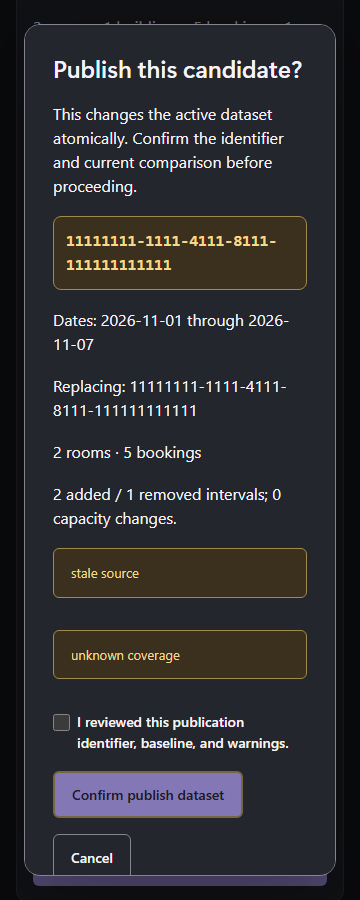 Publish this candidate?
This changes the active dataset
atomically. Confirm the identifier
and current comparison before
proceeding.
11111111-1111-4111-8111-
111111111111
Dates: 2026-11-01 through 2026-
11-07
Replacing: 11111111-1111-4111-
8111-111111111111
2 rooms · 5 bookings
2 added / 1 removed intervals; 0
capacity changes.
stale source
unknown coverage
I reviewed this publication
identifier, baseline, and warnings.
Confirm publish dataset
Cancel